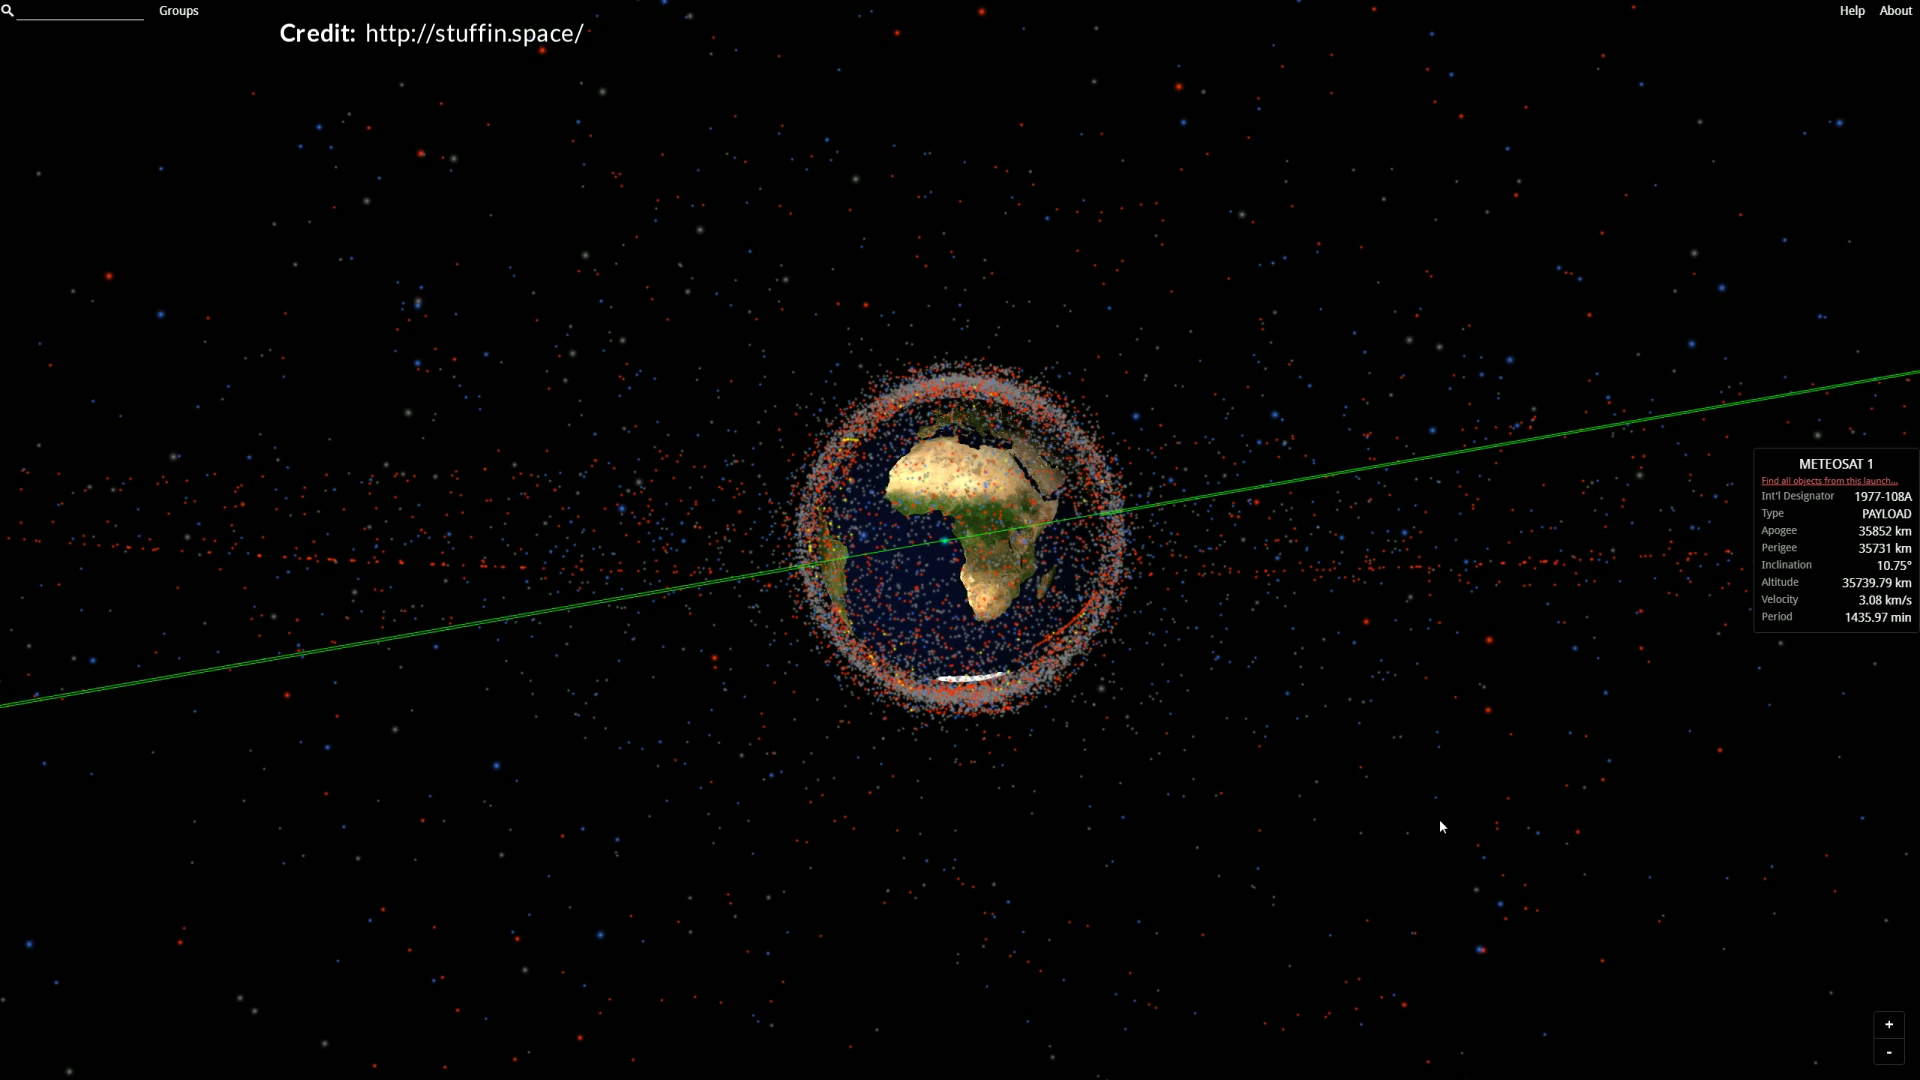 Groups
Help About
Credit: http://stuffin.space/
METEOSAT 1
Find all objects from this launch...
Int'l Designator 1977-108A
Type PAYLOAD
Apogee 35852 km
Perigee 35731 km
Inclination 10.75°
Altitude 35739.79 km
Velocity 3.08 km/s
Period 1435.97 min
+
-